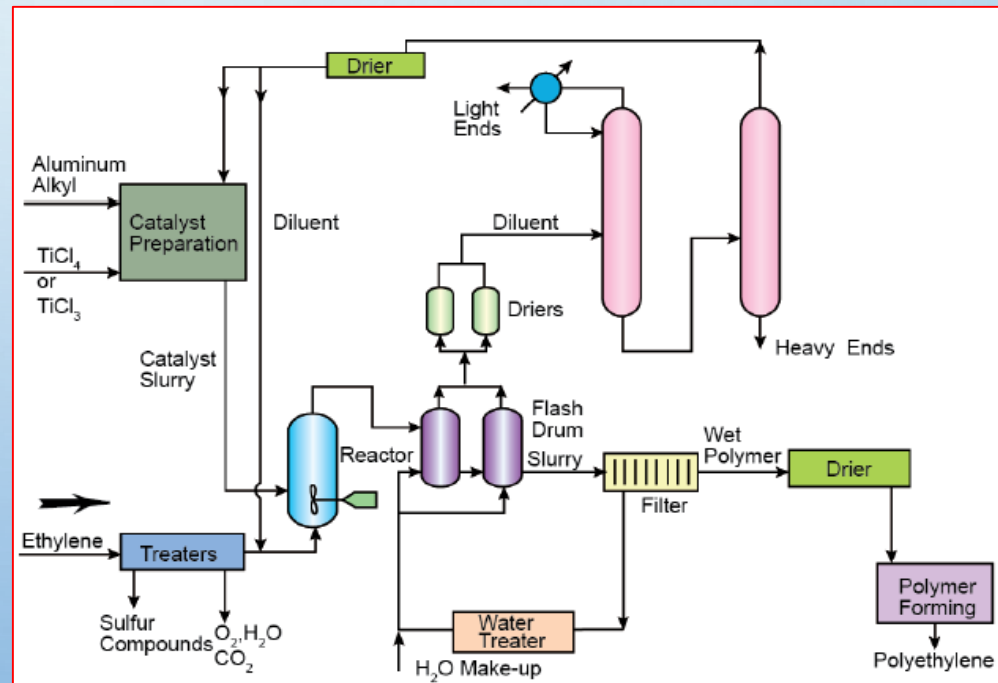 Drier
Light
Ends
Aluminum
Alkyl
Catalyst
Preparation
Diluent
Diluent
TiCl₄
or
TiCl₃
Driers
Heavy Ends
Catalyst
Slurry
Flash
Drum
Reactor
Slurry
Wet
Polymer
Drier
Filter
Ethylene
Treaters
Polymer
Forming
Sulfur
Compounds
O₂,H₂O
CO₂
Water
Treater
H₂O Make-up
Polyethylene